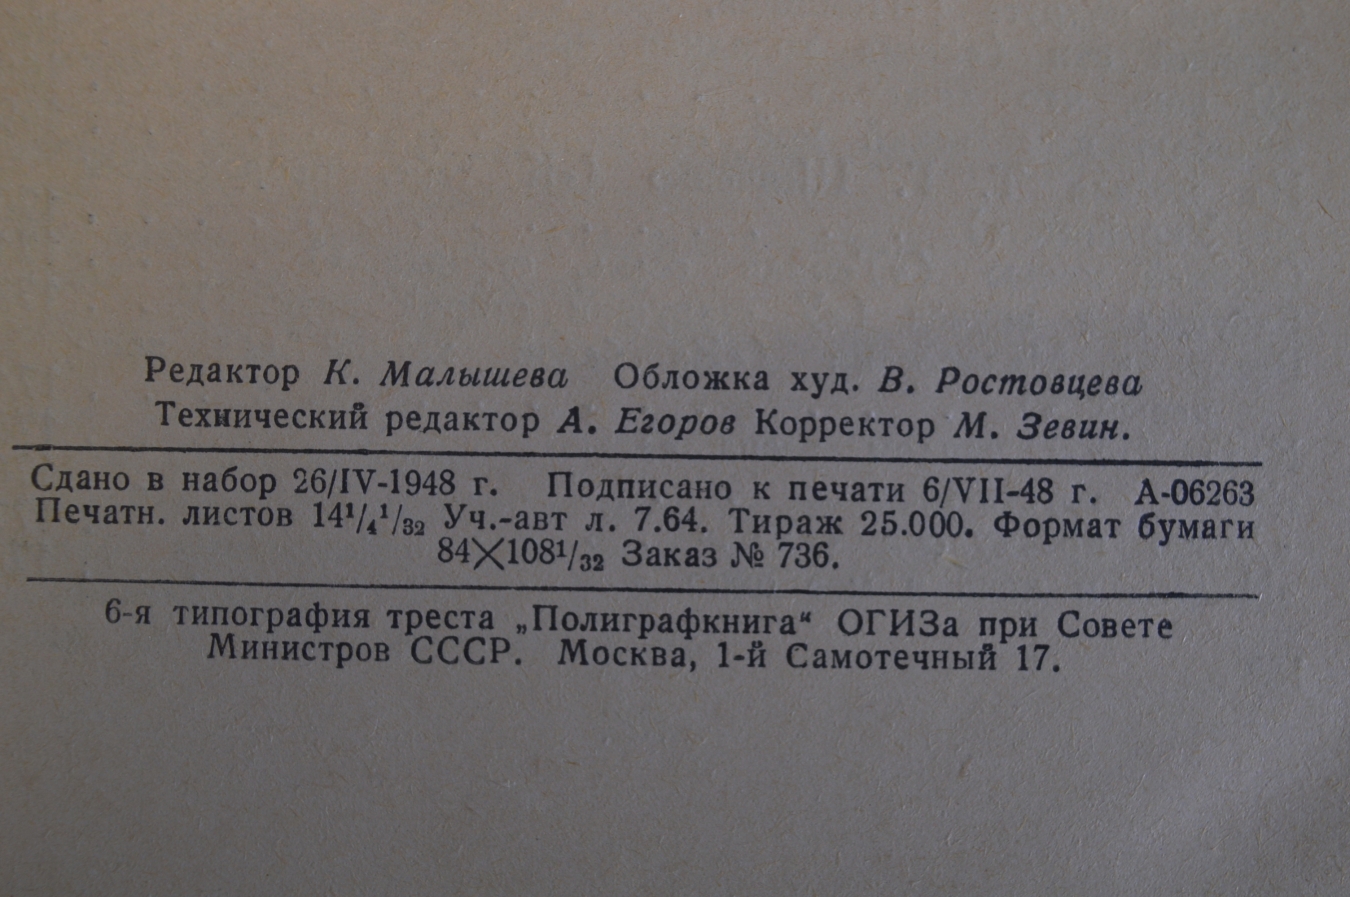 Редактор К. Малышева Обложка худ. В. Ростовцева
Технический редактор А. Егоров Корректор М. Зевин.
Сдано в набор 26/IV-1948 г. Подписано к печати 6/VII-48 г. А-06263
Печатн. листов 14¹/₄¹/₃₂ Уч.-авт л. 7.64. Тираж 25.000. Формат бумаги
84×108¹/₃₂ Заказ № 736.
6-я типография треста „Полиграфкнига“ ОГИЗа при Совете
Министров СССР. Москва, 1-й Самотечный 17.